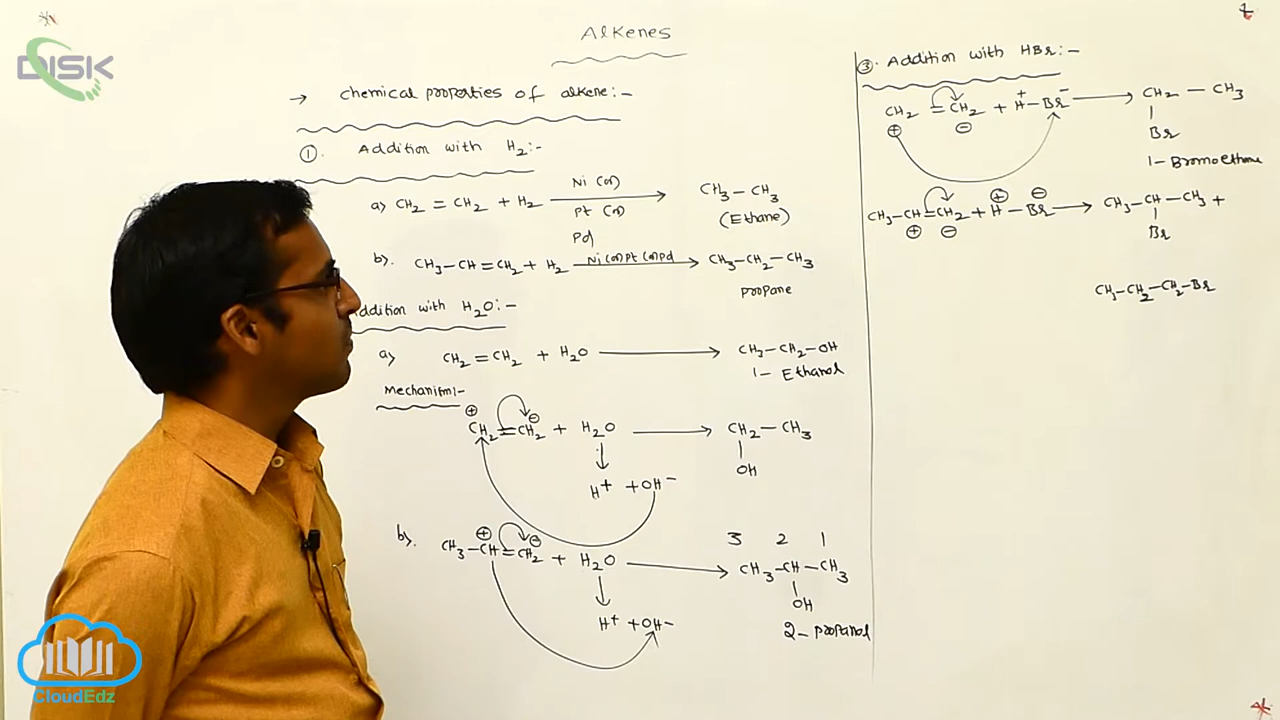 DISK
Alkenes
→ chemical properties of alkene:-
① Addition with H₂:-
a) CH₂ = CH₂ + H₂ Ni (or) Pt (or) Pd → CH₃-CH₃
(Ethane)
b). CH₃-CH=CH₂ + H₂ Ni (or) Pt (or) Pd → CH₃-CH₂-CH₃
propane
ddition with H₂O:-
a) CH₂=CH₂ + H₂O → CH₃-CH₂-OH
1- Ethanol
Mechanism:-
⊕ ⊖
CH₂=CH₂ + H₂O → CH₂-CH₃
↓ | OH
H⁺ + OH⁻
b). CH₃-CH=CH₂ + H₂O → CH₃-CH-CH₃
⊕ ⊖ 3 2 1
↓ | OH
H⁺ + OH⁻
2- propanol
③. Addition with HBr:-
CH₂=CH₂ + H-Br → CH₂-CH₃
⊕ ⊖ + − | Br
1- Bromoethane
CH₃-CH=CH₂ + H-Br → CH₃-CH-CH₃ +
⊕ ⊖ ⊕ ⊖ | Br
CH₃-CH₂-CH₂-Br
CloudEdz